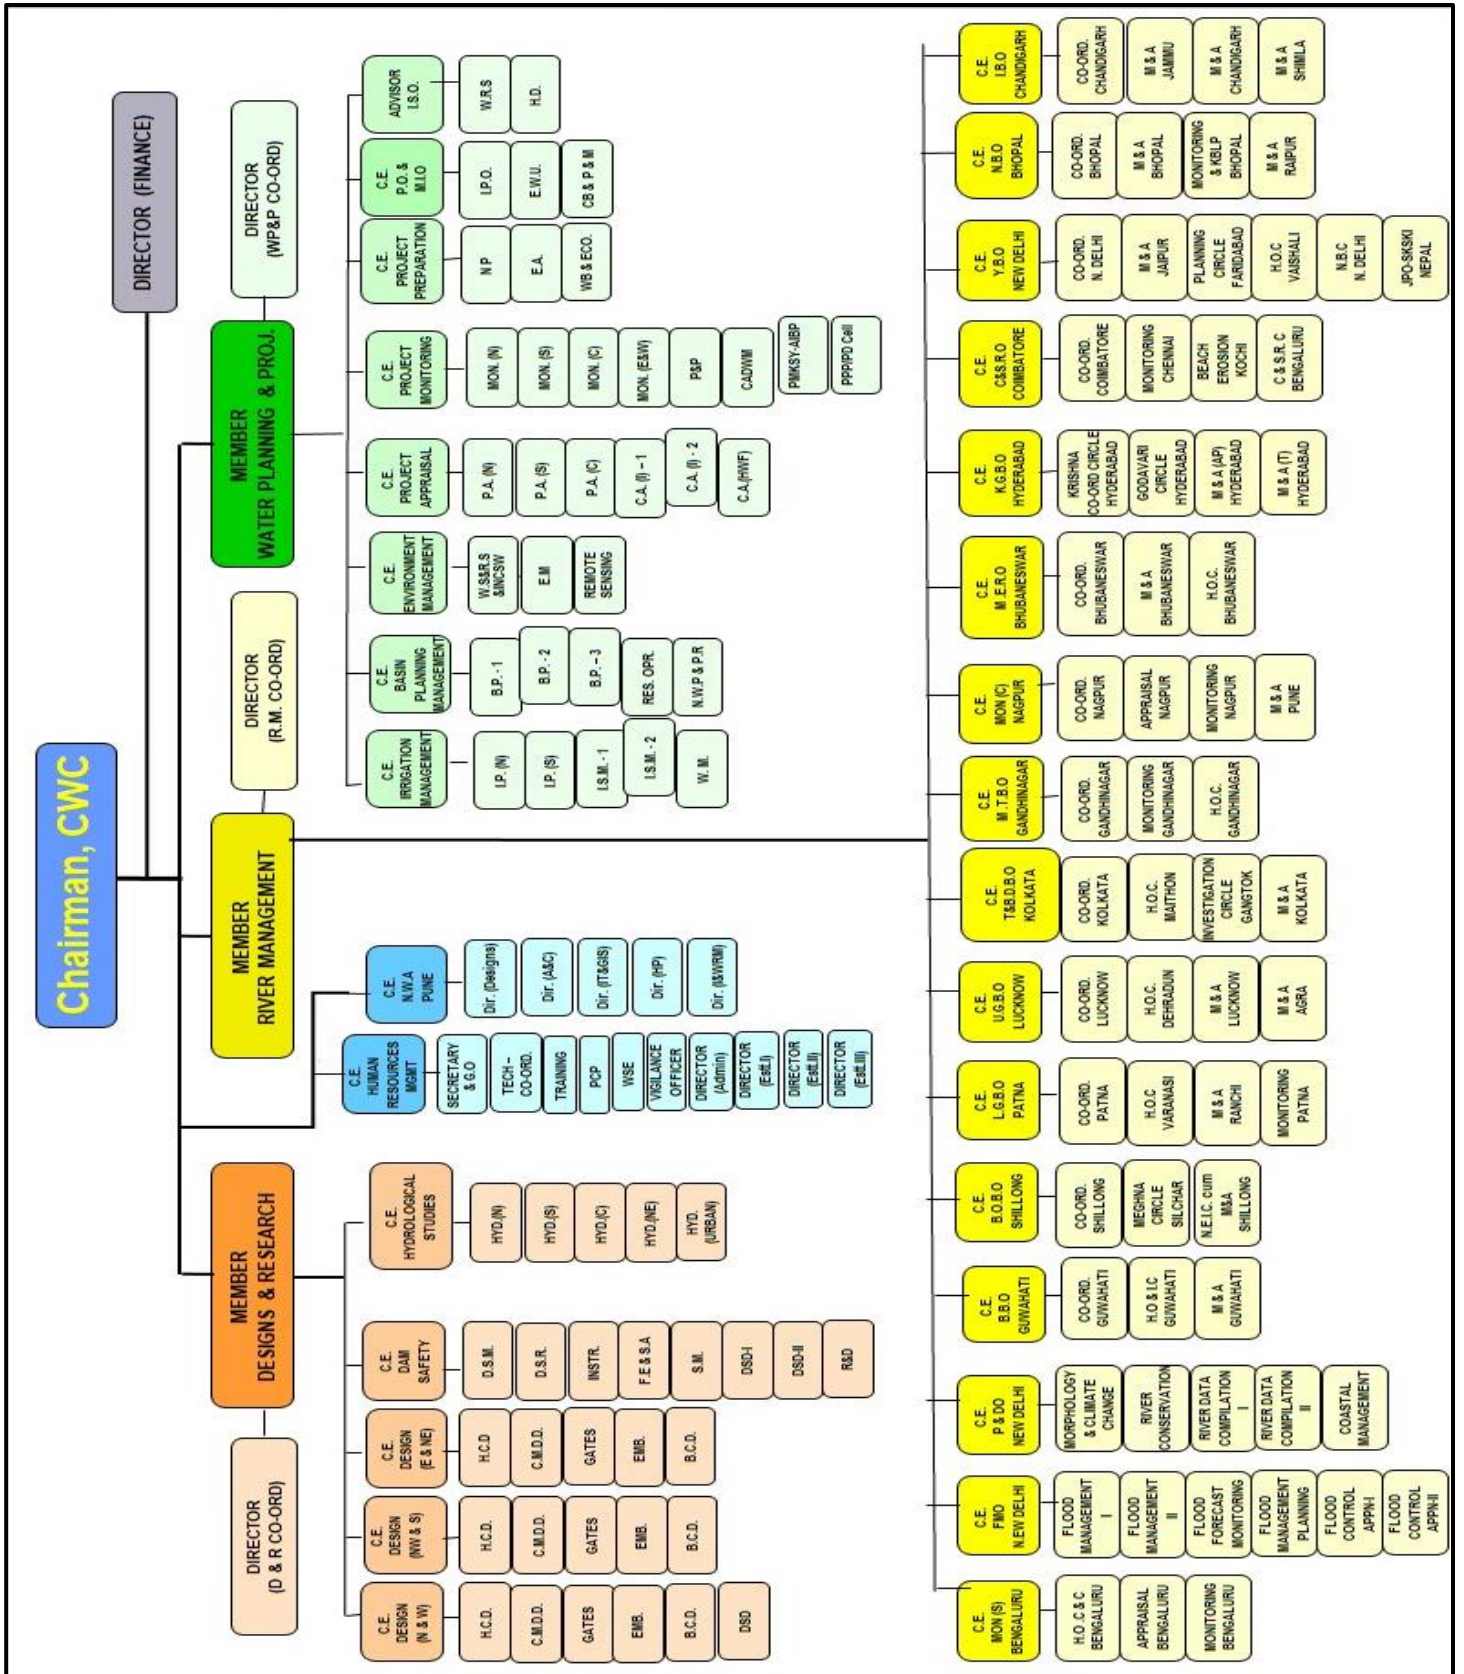 Chairman, CWC
DIRECTOR (FINANCE)
DIRECTOR
(D & R CO-ORD)
MEMBER
DESIGNS & RESEARCH
MEMBER
RIVER MANAGEMENT
DIRECTOR
(R.M. CO-ORD)
MEMBER
WATER PLANNING & PROJ.
DIRECTOR
(WP&P CO-ORD)
C.E.
DESIGN
(N & W)
H.C.D.
C.M.D.D.
GATES
EMB.
B.C.D.
DSD
C.E.
DESIGN
(NW & S)
H.C.D.
C.M.D.D.
GATES
EMB.
B.C.D.
C.E.
DESIGN
(E & NE)
H.C.D
C.M.D.D.
GATES
EMB.
B.C.D.
C.E.
DAM
SAFETY
D.S.M.
D.S.R.
INSTR.
F.E & S.A
S.M.
DSD-I
DSD-II
R&D
C.E.
HYDROLOGICAL
STUDIES
HYD.(N)
HYD.(S)
HYD.(C)
HYD.(NE)
HYD.
(URBAN)
C.E.
HUMAN
RESOURCES
MGMT
SECRETARY
& G.O
TECH –
CO-ORD.
TRAINING
PCP
WSE
VIGILANCE
OFFICER
DIRECTOR
(Admin)
DIRECTOR
(Estt.I)
DIRECTOR
(Estt.II)
DIRECTOR
(Estt.III)
C.E.
N.W.A
PUNE
Dir. (Designs)
Dir. (A&C)
Dir. (IT&GIS)
Dir. (HP)
Dir. (I&WRM)
C.E.
IRRIGATION
MANAGEMENT
I.P. (N)
I.P. (S)
I.S.M. - 1
I.S.M. - 2
W. M.
C.E.
BASIN
PLANNING
MANAGEMENT
B.P. - 1
B.P. - 2
B.P. – 3
RES. OPR.
N.W.P & P.R
C.E.
ENVIRONMENT
MANAGEMENT
W.S&R.S
&INCSW
E.M
REMOTE
SENSING
C.E.
PROJECT
APPRAISAL
P.A. (N)
P.A. (S)
P.A. (C)
C.A. (I) – 1
C.A. (I) - 2
C.A.(HWF)
C.E.
PROJECT
MONITORING
MON. (N)
MON. (S)
MON. (C)
MON. (E&W)
P&P
CADWM
PMKSY-AIBP
PPP/PD Cell
C.E.
PROJECT
PREPARATION
N P
E.A.
WB & ECO.
C.E.
P.O. &
M.I.O
I.P.O.
E.W.U.
CB & P & M
ADVISOR
I.S.O.
W.R.S
H.D.
C.E.
MON (S)
BENGALURU
H.O .C & C
BENGALURU
APPRAISAL
BENGALURU
MONITORING
BENGALURU
C.E.
FMO
N.EW DELHI
FLOOD
MANAGEMENT
I
FLOOD
MANAGEMENT
II
FLOOD
FORECAST
MONITORING
FLOOD
MANAGEMENT
PLANNING
FLOOD
CONTROL
APPN-I
FLOOD
CONTROL
APPN-II
C.E.
P & DO
NEW DELHI
MORPHOLOGY
& CLIMATE
CHANGE
RIVER
CONSERVATION
RIVER DATA
COMPILATION
I
RIVER DATA
COMPILATION
II
COASTAL
MANAGEMENT
C.E.
B.B.O
GUWAHATI
CO-ORD.
GUWAHATI
H.O & I.C
GUWAHATI
M & A
GUWAHATI
C.E.
B.O.B.O
SHILLONG
CO-ORD.
SHILLONG
MEGHNA
CIRCLE
SILCHAR
N.E.I.C. cum
M&A
SHILLONG
C.E.
L.G.B.O
PATNA
CO-ORD.
PATNA
H.O.C
VARANASI
M & A
RANCHI
MONITORING
PATNA
C.E.
U.G.B.O
LUCKNOW
CO-ORD.
LUCKNOW
H.O.C.
DEHRADUN
M & A
LUCKNOW
M & A
AGRA
C.E.
T&B.D.B.O
KOLKATA
CO-ORD.
KOLKATA
H.O.C.
MAITHON
INVESTIGATION
CIRCLE
GANGTOK
M & A
KOLKATA
C.E.
M .T.B.O
GANDHINAGAR
CO-ORD.
GANDHINAGAR
MONITORING
GANDHINAGAR
H.O.C.
GANDHINAGAR
C.E.
MON (C)
NAGPUR
CO-ORD.
NAGPUR
APPRAISAL
NAGPUR
MONITORING
NAGPUR
M & A
PUNE
C.E.
M .E.R.O
BHUBANESWAR
CO-ORD.
BHUBANESWAR
M & A
BHUBANESWAR
H.O.C.
BHUBANESWAR
C.E.
K.G.B.O
HYDERABAD
KRISHNA
CO-ORD CIRCLE
HYDERABAD
GODAVARI
CIRCLE
HYDERABAD
M & A (AP)
HYDERABAD
M & A (T)
HYDERABAD
C.E.
C&S.R.O
COIMBATORE
CO-ORD.
COIMBATORE
MONITORING
CHENNAI
BEACH
EROSION
KOCHI
C & S.R. C
BENGALURU
C.E.
Y.B.O
NEW DELHI
CO-ORD.
N. DELHI
M & A
JAIPUR
PLANNING
CIRCLE
FARIDABAD
H.O.C
VAISHALI
N.B.C
N. DELHI
JPO-SKSKI
NEPAL
C.E.
N.B.O
BHOPAL
CO-ORD.
BHOPAL
M & A
BHOPAL
MONITORING
& KBLP
BHOPAL
M & A
RAIPUR
C.E.
I.B.O
CHANDIGARH
CO-ORD.
CHANDIGARH
M & A
JAMMU
M & A
CHANDIGARH
M & A
SHIMLA